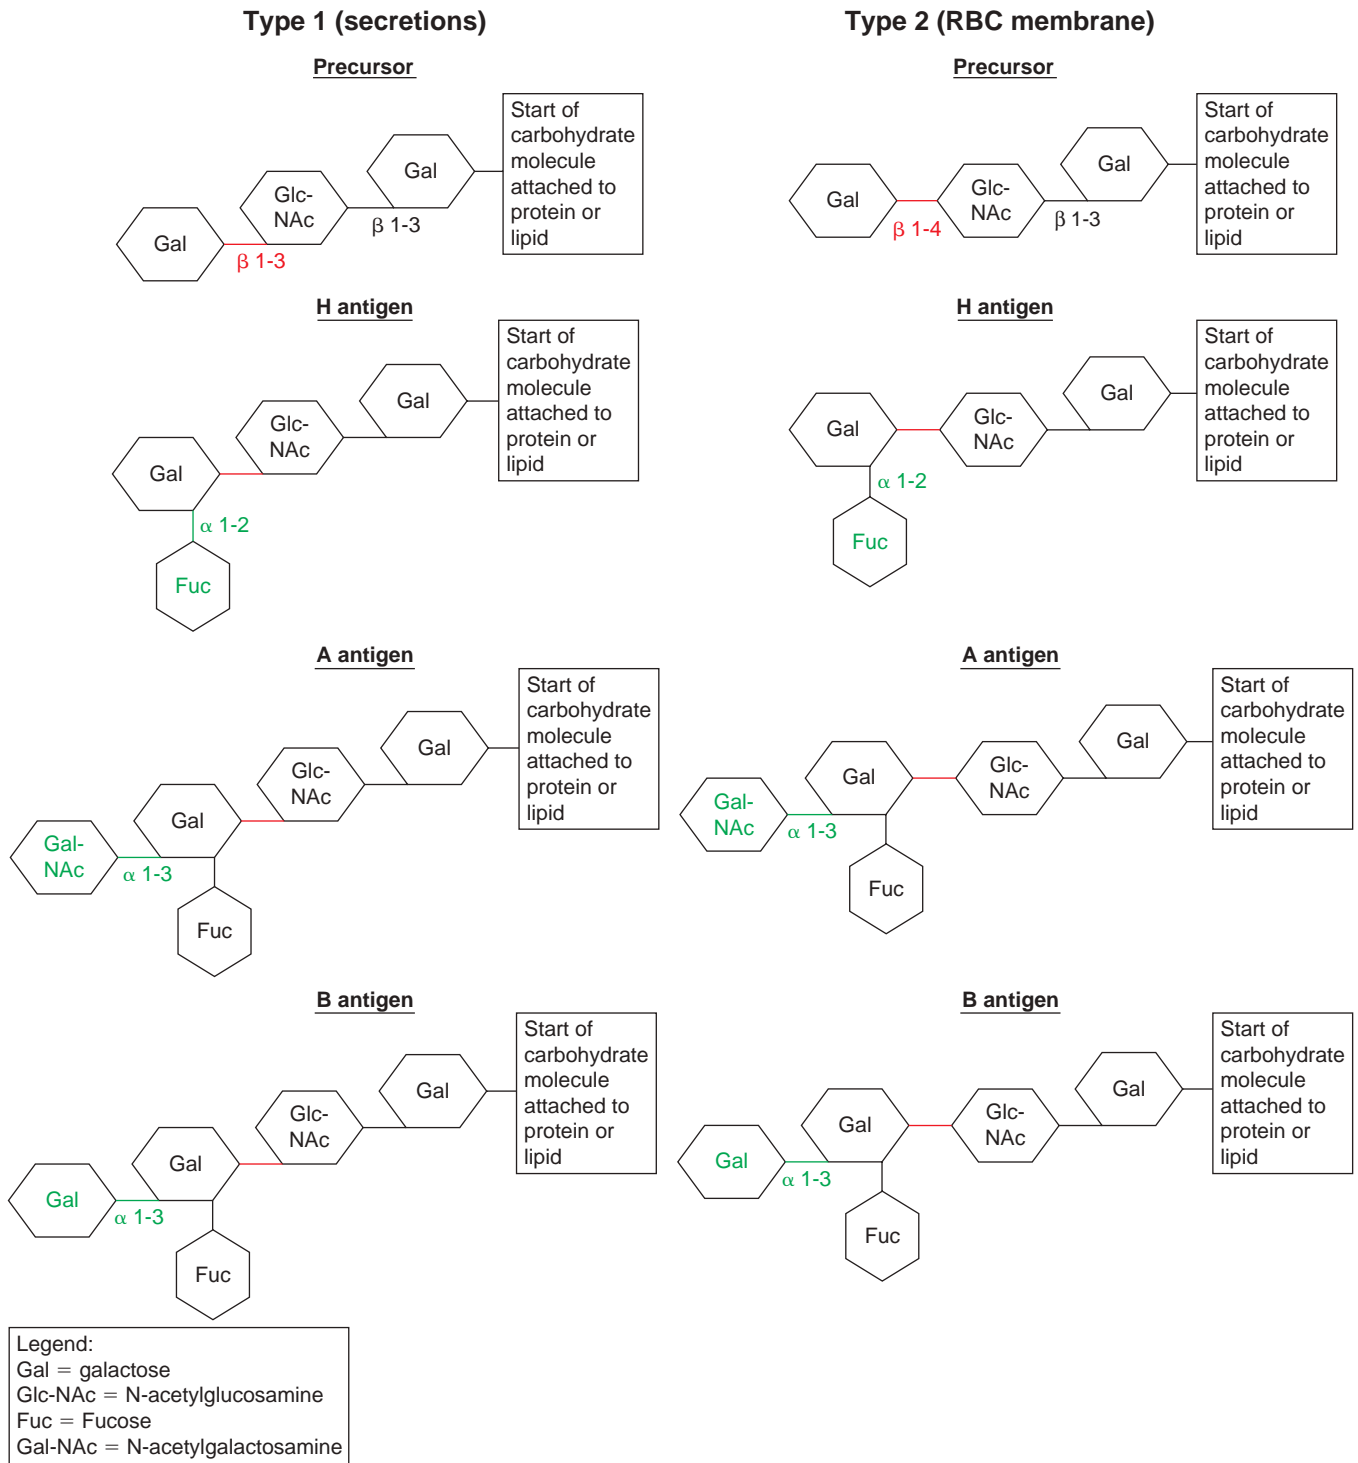 Type 1 (secretions)
Precursor
Gal
β 1-3
Glc-
NAc
β 1-3
Gal
Start of
carbohydrate
molecule
attached to
protein or
lipid
H antigen
Gal
α 1-2
Fuc
Glc-
NAc
Gal
Start of
carbohydrate
molecule
attached to
protein or
lipid
A antigen
Gal-
NAc
α 1-3
Gal
Fuc
Glc-
NAc
Gal
Start of
carbohydrate
molecule
attached to
protein or
lipid
B antigen
Gal
α 1-3
Gal
Fuc
Glc-
NAc
Gal
Start of
carbohydrate
molecule
attached to
protein or
lipid
Type 2 (RBC membrane)
Precursor
Gal
β 1-4
Glc-
NAc
β 1-3
Gal
Start of
carbohydrate
molecule
attached to
protein or
lipid
H antigen
Gal
α 1-2
Fuc
Glc-
NAc
Gal
Start of
carbohydrate
molecule
attached to
protein or
lipid
A antigen
Gal-
NAc
α 1-3
Gal
Fuc
Glc-
NAc
Gal
Start of
carbohydrate
molecule
attached to
protein or
lipid
B antigen
Gal
α 1-3
Gal
Fuc
Glc-
NAc
Gal
Start of
carbohydrate
molecule
attached to
protein or
lipid
Legend:
Gal = galactose
Glc-NAc = N-acetylglucosamine
Fuc = Fucose
Gal-NAc = N-acetylgalactosamine